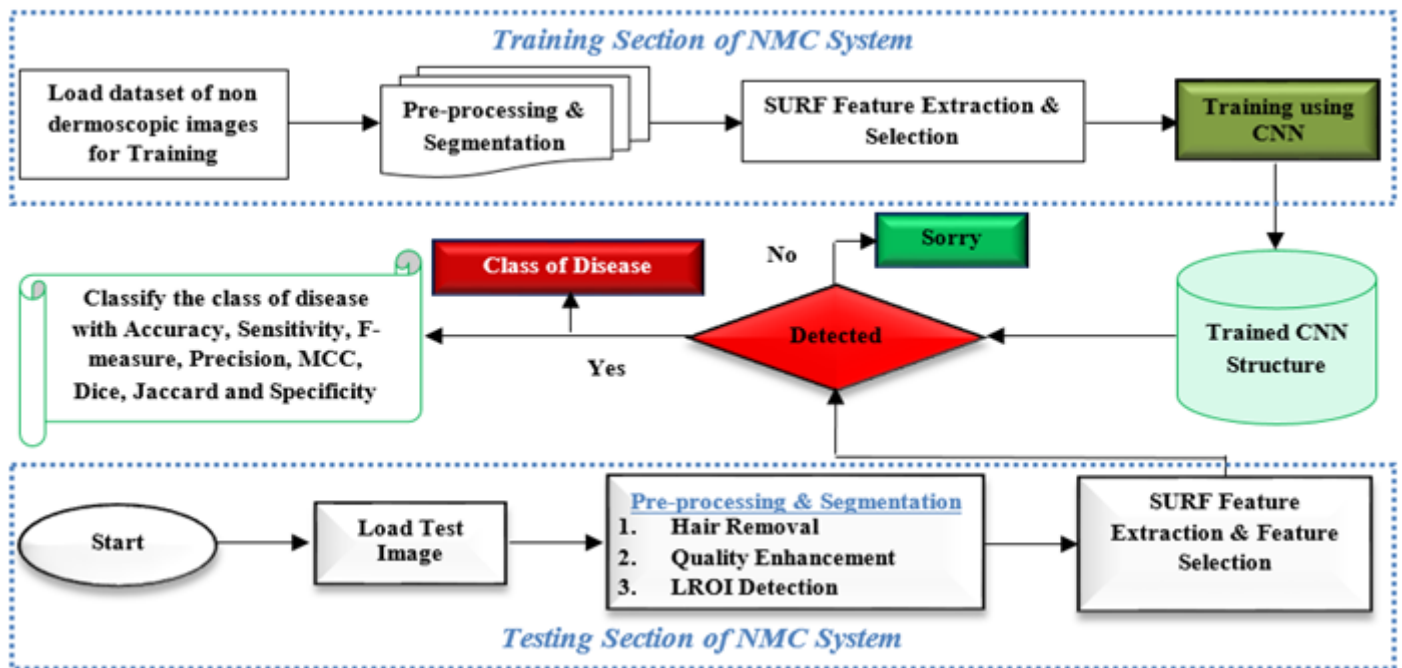 Training Section of NMC System
Load dataset of non
dermoscopic images
for Training
Pre-processing &
Segmentation
SURF Feature Extraction &
Selection
Training using
CNN
No
Sorry
Class of Disease
Classify the class of disease
with Accuracy, Sensitivity, F-
measure, Precision, MCC,
Dice, Jaccard and Specificity
Yes
Detected
Trained CNN
Structure
Start
Load Test
Image
Pre-processing & Segmentation
1. Hair Removal
2. Quality Enhancement
3. LROI Detection
SURF Feature
Extraction & Feature
Selection
Testing Section of NMC System